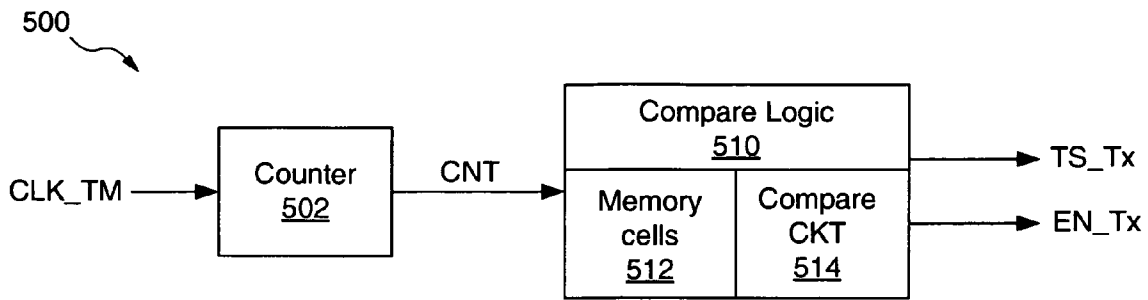 500
CLK_TM
Counter
502
CNT
Compare Logic
510
Memory
cells
512
Compare
CKT
514
TS_Tx
EN_Tx